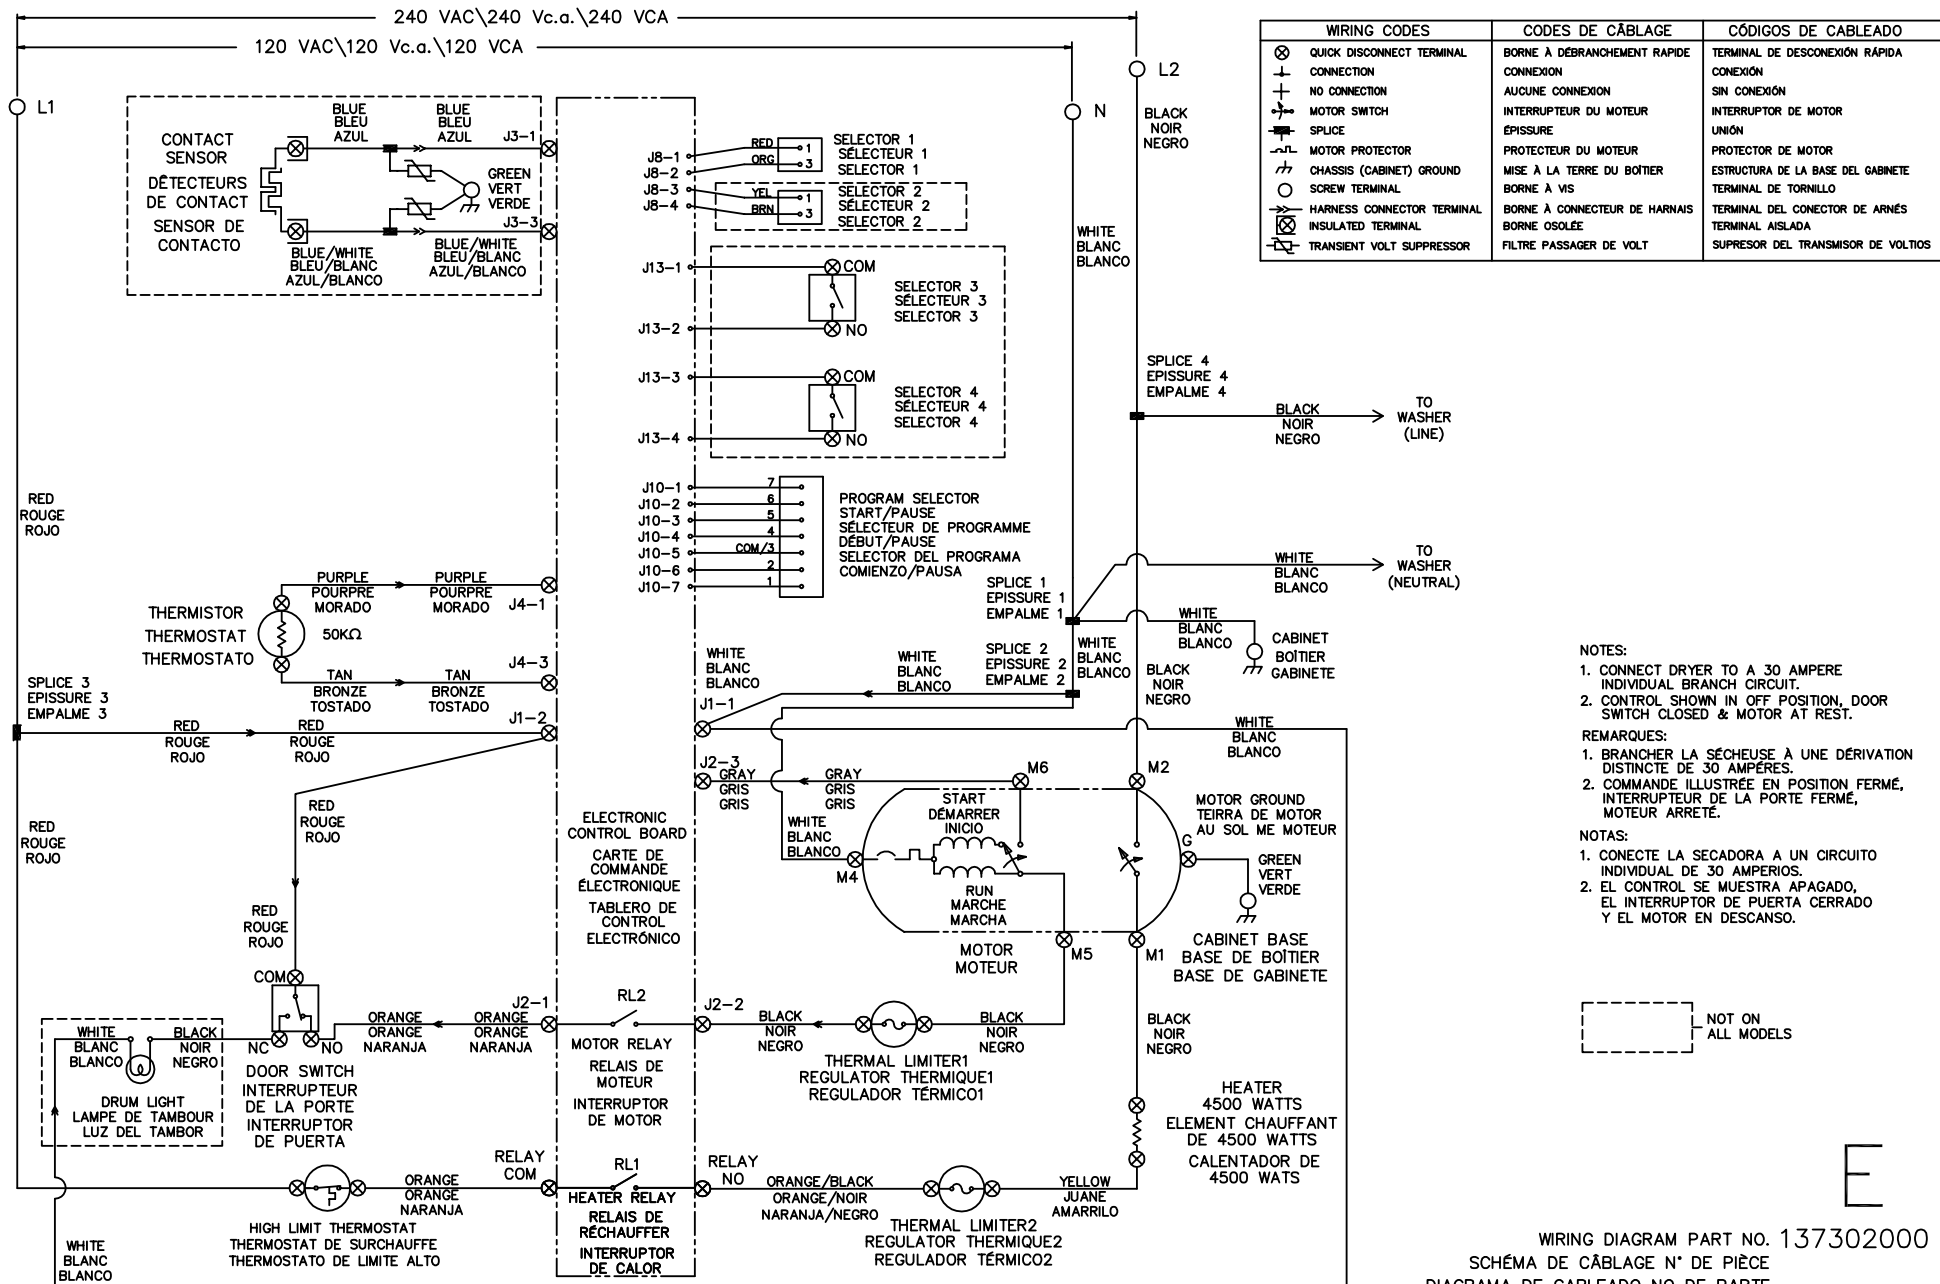 240 VAC\240 Vc.a.\240 VCA
120 VAC\120 Vc.a.\120 VCA
L1
L2
N
WIRING CODES
CODES DE CÂBLAGE
CÓDIGOS DE CABLEADO
QUICK DISCONNECT TERMINAL
BORNE À DÉBRANCHEMENT RAPIDE
TERMINAL DE DESCONEXIÓN RÁPIDA
CONNECTION
CONNEXION
CONEXIÓN
NO CONNECTION
AUCUNE CONNEXION
SIN CONEXIÓN
MOTOR SWITCH
INTERRUPTEUR DU MOTEUR
INTERRUPTOR DE MOTOR
SPLICE
ÉPISSURE
UNIÓN
MOTOR PROTECTOR
PROTECTEUR DU MOTEUR
PROTECTOR DE MOTOR
CHASSIS (CABINET) GROUND
MISE À LA TERRE DU BOÎTIER
ESTRUCTURA DE LA BASE DEL GABINETE
SCREW TERMINAL
BORNE À VIS
TERMINAL DE TORNILLO
HARNESS CONNECTOR TERMINAL
BORNE À CONNECTEUR DE HARNAIS
TERMINAL DEL CONECTOR DE ARNÉS
INSULATED TERMINAL
BORNE OSOLÉE
TERMINAL AISLADA
TRANSIENT VOLT SUPPRESSOR
FILTRE PASSAGER DE VOLT
SUPRESOR DEL TRANSMISOR DE VOLTIOS
CONTACT
SENSOR
DÉTECTEURS
DE CONTACT
SENSOR DE
CONTACTO
BLUE
BLEU
AZUL
BLUE
BLEU
AZUL
J3-1
GREEN
VERT
VERDE
J3-3
BLUE/WHITE
BLEU/BLANC
AZUL/BLANCO
BLUE/WHITE
BLEU/BLANC
AZUL/BLANCO
J8-1
J8-2
J8-3
J8-4
RED
ORG
YEL
BRN
1
3
1
3
SELECTOR 1
SÉLECTEUR 1
SELECTOR 1
SELECTOR 2
SÉLECTEUR 2
SELECTOR 2
BLACK
NOIR
NEGRO
WHITE
BLANC
BLANCO
J13-1
COM
SELECTOR 3
SÉLECTEUR 3
SELECTOR 3
J13-2
NO
J13-3
COM
SELECTOR 4
SÉLECTEUR 4
SELECTOR 4
J13-4
NO
SPLICE 4
EPISSURE 4
EMPALME 4
BLACK
NOIR
NEGRO
TO
WASHER
(LINE)
J10-1
J10-2
J10-3
J10-4
J10-5
J10-6
J10-7
7
6
5
4
COM/3
2
1
PROGRAM SELECTOR
START/PAUSE
SÉLECTEUR DE PROGRAMME
DÉBUT/PAUSE
SELECTOR DEL PROGRAMA
COMIENZO/PAUSA
RED
ROUGE
ROJO
WHITE
BLANC
BLANCO
TO
WASHER
(NEUTRAL)
SPLICE 1
EPISSURE 1
EMPALME 1
WHITE
BLANC
BLANCO
CABINET
BOÎTIER
GABINETE
PURPLE
POURPRE
MORADO
PURPLE
POURPRE
MORADO
J4-1
THERMISTOR
THERMOSTAT
THERMOSTATO
50KΩ
TAN
BRONZE
TOSTADO
TAN
BRONZE
TOSTADO
J4-3
WHITE
BLANC
BLANCO
WHITE
BLANC
BLANCO
SPLICE 2
EPISSURE 2
EMPALME 2
WHITE
BLANC
BLANCO
BLACK
NOIR
NEGRO
SPLICE 3
EPISSURE 3
EMPALME 3
RED
ROUGE
ROJO
RED
ROUGE
ROJO
J1-2
J1-1
WHITE
BLANC
BLANCO
NOTES:
1. CONNECT DRYER TO A 30 AMPERE
INDIVIDUAL BRANCH CIRCUIT.
2. CONTROL SHOWN IN OFF POSITION, DOOR
SWITCH CLOSED & MOTOR AT REST.
REMARQUES:
1. BRANCHER LA SÉCHEUSE À UNE DÉRIVATION
DISTINCTE DE 30 AMPÉRES.
2. COMMANDE ILLUSTRÉE EN POSITION FERMÉ,
INTERRUPTEUR DE LA PORTE FERMÉ,
MOTEUR ARRETÉ.
NOTAS:
1. CONECTE LA SECADORA A UN CIRCUITO
INDIVIDUAL DE 30 AMPERIOS.
2. EL CONTROL SE MUESTRA APAGADO,
EL INTERRUPTOR DE PUERTA CERRADO
Y EL MOTOR EN DESCANSO.
J2-3
GRAY
GRIS
GRIS
GRAY
GRIS
GRIS
M6
M2
START
DÉMARRER
INICIO
MOTOR GROUND
TEIRRA DE MOTOR
AU SOL ME MOTEUR
G
RED
ROUGE
ROJO
RED
ROUGE
ROJO
ELECTRONIC
CONTROL BOARD
CARTE DE
COMMANDE
ÉLECTRONIQUE
TABLERO DE
CONTROL
ELECTRÓNICO
WHITE
BLANC
BLANCO
M4
RUN
MARCHE
MARCHA
GREEN
VERT
VERDE
RED
ROUGE
ROJO
MOTOR
MOTEUR
M5
M1
CABINET BASE
BASE DE BOÎTIER
BASE DE GABINETE
COM
NC
NO
J2-1
RL2
J2-2
WHITE
BLANC
BLANCO
BLACK
NOIR
NEGRO
ORANGE
ORANGE
NARANJA
ORANGE
ORANGE
NARANJA
MOTOR RELAY
RELAIS DE
MOTEUR
INTERRUPTOR
DE MOTOR
BLACK
NOIR
NEGRO
BLACK
NOIR
NEGRO
THERMAL LIMITER1
REGULATOR THERMIQUE1
REGULADOR TÉRMICO1
BLACK
NOIR
NEGRO
NOT ON
ALL MODELS
DRUM LIGHT
LAMPE DE TAMBOUR
LUZ DEL TAMBOR
DOOR SWITCH
INTERRUPTEUR
DE LA PORTE
INTERRUPTOR
DE PUERTA
HEATER
4500 WATTS
ELEMENT CHAUFFANT
DE 4500 WATTS
CALENTADOR DE
4500 WATS
RELAY
COM
RL1
RELAY
NO
ORANGE
ORANGE
NARANJA
HEATER RELAY
RELAIS DE
RÉCHAUFFER
INTERRUPTOR
DE CALOR
ORANGE/BLACK
ORANGE/NOIR
NARANJA/NEGRO
YELLOW
JUANE
AMARRILO
HIGH LIMIT THERMOSTAT
THERMOSTAT DE SURCHAUFFE
THERMOSTATO DE LIMITE ALTO
THERMAL LIMITER2
REGULATOR THERMIQUE2
REGULADOR TÉRMICO2
WHITE
BLANC
BLANCO
E
WIRING DIAGRAM PART NO. 137302000
SCHÉMA DE CÂBLAGE N° DE PIÈCE
DIAGRAMA DE CABLEADO NO DE PARTE